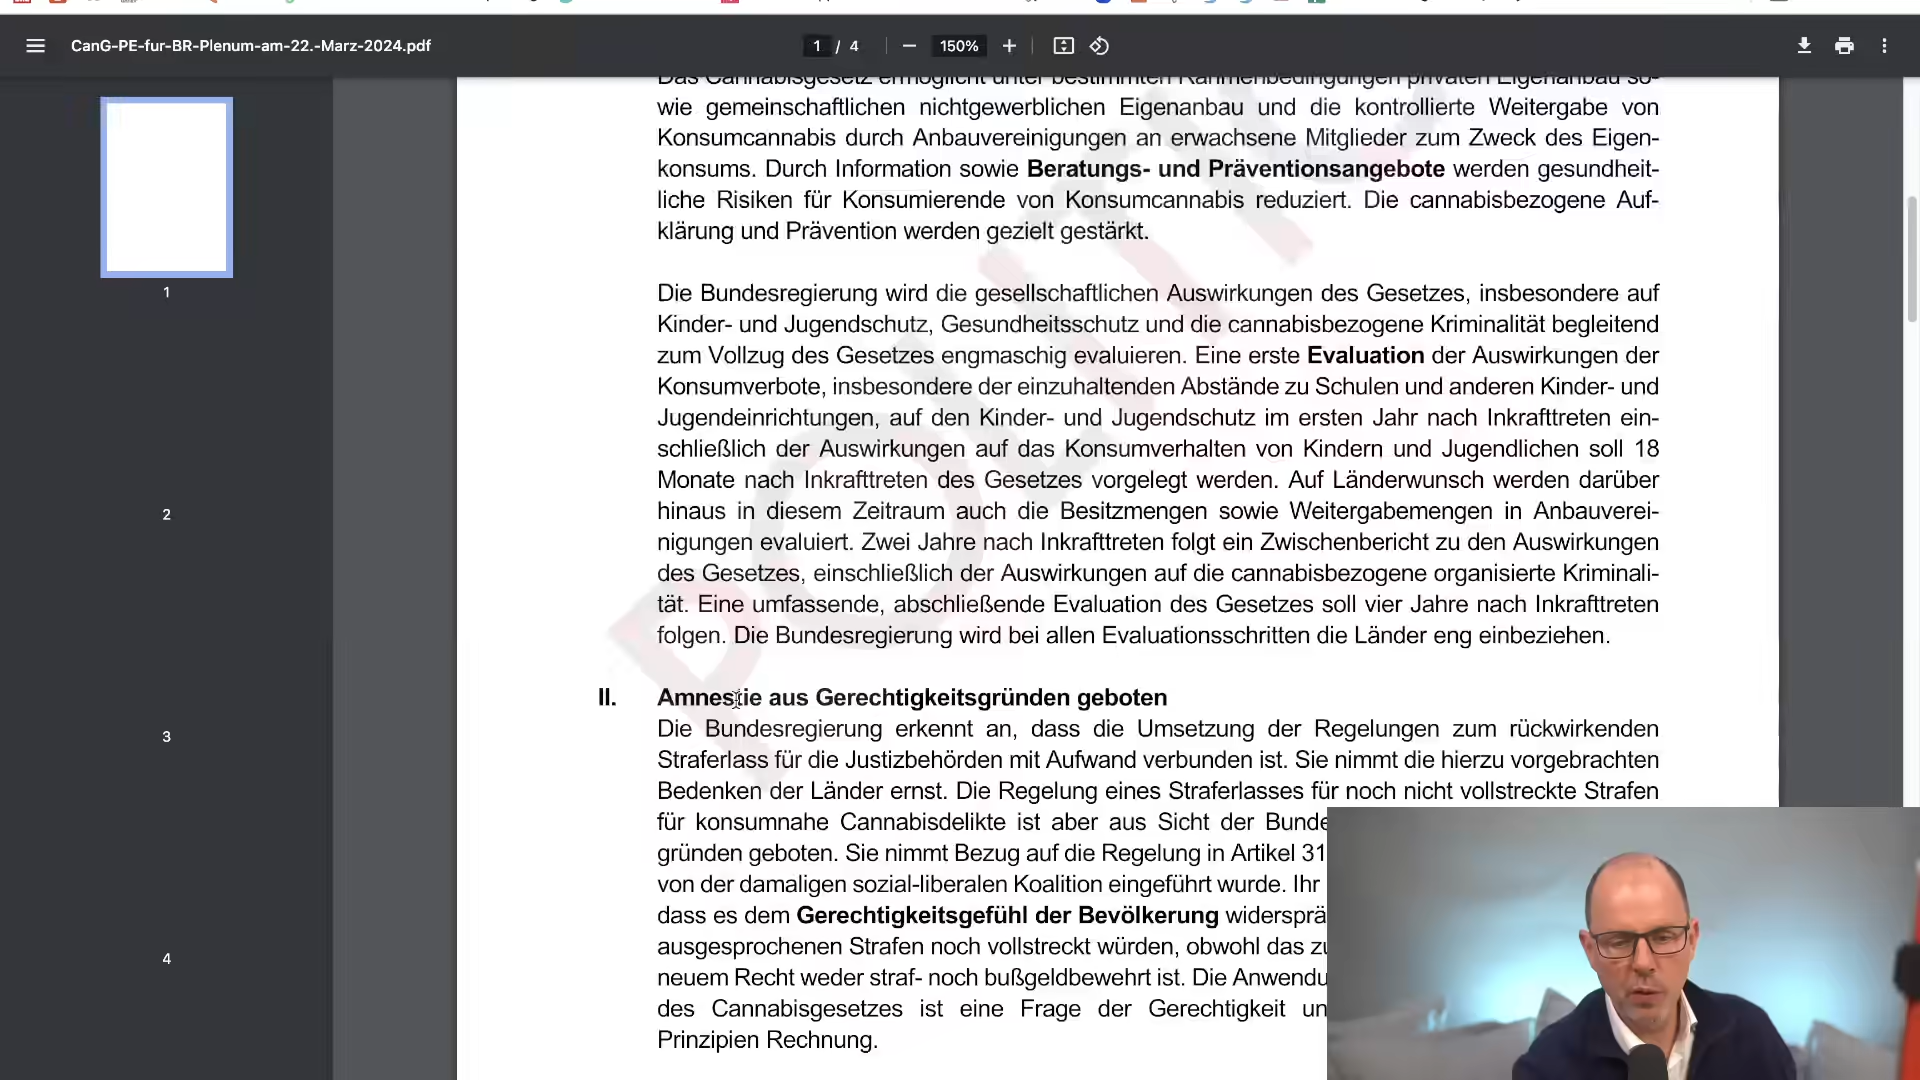 CanG-PE-fur-BR-Plenum-am-22.-Marz-2024.pdf
1 / 4
150%
Das Cannabisgesetz ermöglicht unter bestimmten Rahmenbedingungen privaten Eigenanbau so-
wie gemeinschaftlichen nichtgewerblichen Eigenanbau und die kontrollierte Weitergabe von
Konsumcannabis durch Anbauvereinigungen an erwachsene Mitglieder zum Zweck des Eigen-
konsums. Durch Information sowie Beratungs- und Präventionsangebote werden gesundheit-
liche Risiken für Konsumierende von Konsumcannabis reduziert. Die cannabisbezogene Auf-
klärung und Prävention werden gezielt gestärkt.
Die Bundesregierung wird die gesellschaftlichen Auswirkungen des Gesetzes, insbesondere auf
Kinder- und Jugendschutz, Gesundheitsschutz und die cannabisbezogene Kriminalität begleitend
zum Vollzug des Gesetzes engmaschig evaluieren. Eine erste Evaluation der Auswirkungen der
Konsumverbote, insbesondere der einzuhaltenden Abstände zu Schulen und anderen Kinder- und
Jugendeinrichtungen, auf den Kinder- und Jugendschutz im ersten Jahr nach Inkrafttreten ein-
schließlich der Auswirkungen auf das Konsumverhalten von Kindern und Jugendlichen soll 18
Monate nach Inkrafttreten des Gesetzes vorgelegt werden. Auf Länderwunsch werden darüber
hinaus in diesem Zeitraum auch die Besitzmengen sowie Weitergabemengen in Anbauverei-
nigungen evaluiert. Zwei Jahre nach Inkrafttreten folgt ein Zwischenbericht zu den Auswirkungen
des Gesetzes, einschließlich der Auswirkungen auf die cannabisbezogene organisierte Kriminali-
tät. Eine umfassende, abschließende Evaluation des Gesetzes soll vier Jahre nach Inkrafttreten
folgen. Die Bundesregierung wird bei allen Evaluationsschritten die Länder eng einbeziehen.
II. Amnestie aus Gerechtigkeitsgründen geboten
Die Bundesregierung erkennt an, dass die Umsetzung der Regelungen zum rückwirkenden
Straferlass für die Justizbehörden mit Aufwand verbunden ist. Sie nimmt die hierzu vorgebrachten
Bedenken der Länder ernst. Die Regelung eines Straferlasses für noch nicht vollstreckte Strafen
für konsumnahe Cannabisdelikte ist aber aus Sicht der Bunde
gründen geboten. Sie nimmt Bezug auf die Regelung in Artikel 31
von der damaligen sozial-liberalen Koalition eingeführt wurde. Ihr
dass es dem Gerechtigkeitsgefühl der Bevölkerung widersprä
ausgesprochenen Strafen noch vollstreckt würden, obwohl das zu
neuem Recht weder straf- noch bußgeldbewehrt ist. Die Anwendu
des Cannabisgesetzes ist eine Frage der Gerechtigkeit un
Prinzipien Rechnung.
1
2
3
4